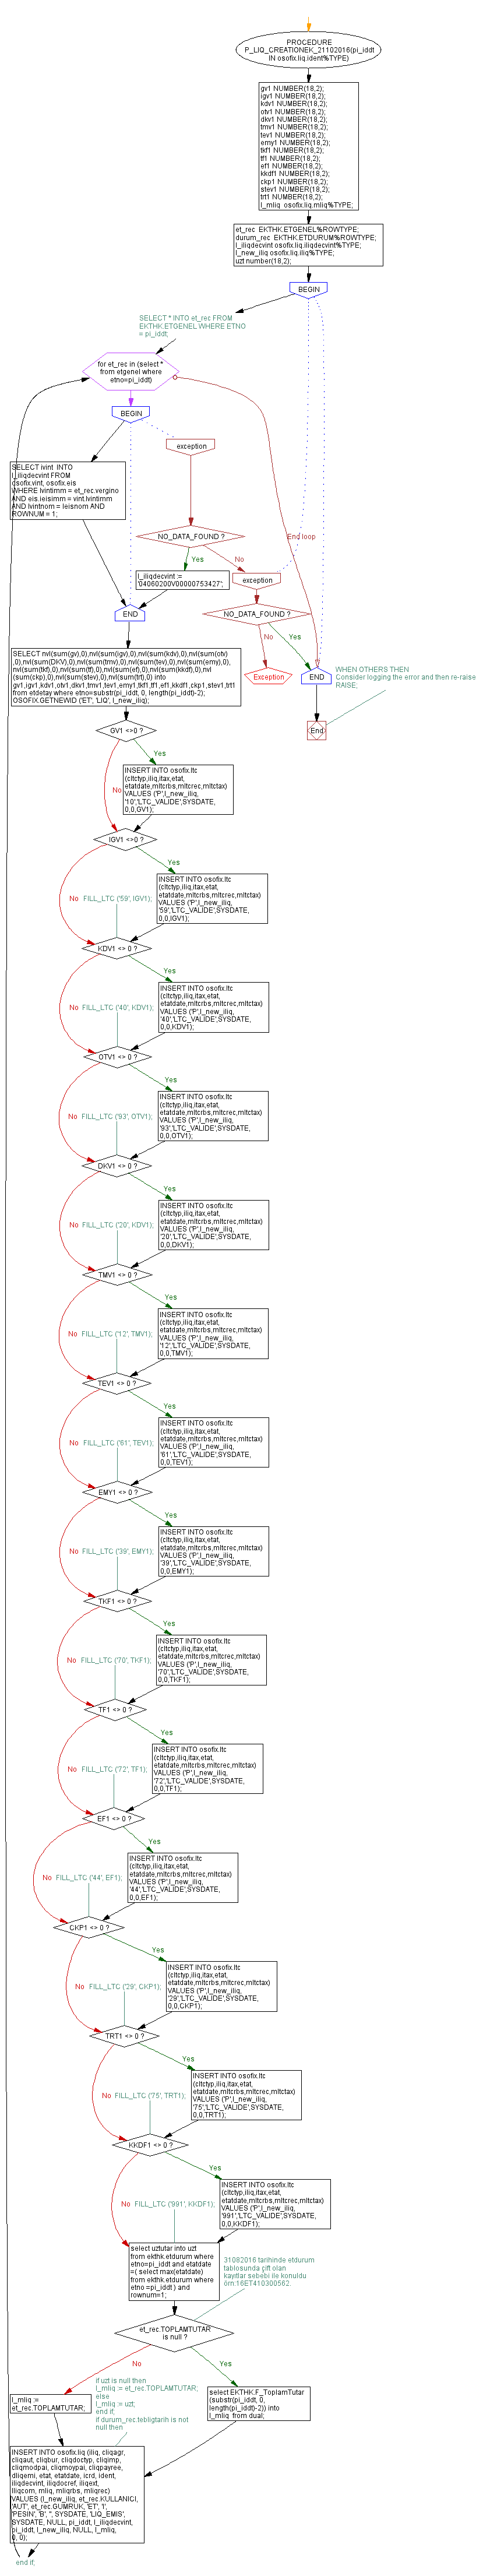 PROCEDURE
P_LIQ_CREATIONEK_21102016(pi_iddt
IN osofix.liq.ident%TYPE)
gv1 NUMBER(18,2);
igv1 NUMBER(18,2);
kdv1 NUMBER(18,2);
otv1 NUMBER(18,2);
dkv1 NUMBER(18,2);
tmv1 NUMBER(18,2);
tev1 NUMBER(18,2);
emy1 NUMBER(18,2);
tkf1 NUMBER(18,2);
tf1 NUMBER(18,2);
ef1 NUMBER(18,2);
kkdf1 NUMBER(18,2);
ckp1 NUMBER(18,2);
stev1 NUMBER(18,2);
trt1 NUMBER(18,2);
l_mliq osofix.liq.mliq%TYPE;
et_rec EKTHK.ETGENEL%ROWTYPE;
durum_rec EKTHK.ETDURUM%ROWTYPE;
l_iliqdecvint osofix.liq.iliqdecvint%TYPE;
l_new_iliq osofix.liq.iliq%TYPE;
uzt number(18,2);
BEGIN
SELECT * INTO et_rec FROM
EKTHK.ETGENEL WHERE ETNO
= pi_iddt;
for et_rec in (select *
from etgenel where
etno=pi_iddt)
BEGIN
exception
SELECT ivint INTO
l_iliqdecvint FROM
osofix.vint, osofix.eis
WHERE lvntimm = et_rec.vergino
AND eis.leisimm = vint.lvntimm
AND lvntnom = leisnom AND
ROWNUM = 1;
NO_DATA_FOUND ?
End loop
Yes
No
l_iliqdecvint :=
'04060200V00000753427';
exception
END
NO_DATA_FOUND ?
No
Yes
SELECT nvl(sum(gv),0),nvl(sum(igv),0),nvl(sum(kdv),0),nvl(sum(otv)
,0),nvl(sum(DKV),0),nvl(sum(tmv),0),nvl(sum(tev),0),nvl(sum(emy),0),
nvl(sum(tkf),0),nvl(sum(tf),0),nvl(sum(ef),0),nvl(sum(kkdf),0),nvl
(sum(ckp),0),nvl(sum(stev),0),nvl(sum(trt),0) into
gv1,igv1,kdv1,otv1,dkv1,tmv1,tev1,emy1,tkf1,tf1,ef1,kkdf1,ckp1,stev1,trt1
from etdetay where etno=substr(pi_iddt, 0, length(pi_iddt)-2);
OSOFIX.GETNEWID ('ET', 'LIQ', l_new_iliq);
Exception
END
WHEN OTHERS THEN
Consider logging the error and then re-raise
RAISE;
End
GV1 <>0 ?
Yes
No
INSERT INTO osofix.ltc
(cltctyp,iliq,itax,etat,
etatdate,mltcrbs,mltcrec,mltctax)
VALUES ('P',l_new_iliq,
'10','LTC_VALIDE',SYSDATE,
0,0,GV1);
IGV1 <>0 ?
Yes
No
FILL_LTC ('59', IGV1);
INSERT INTO osofix.ltc
(cltctyp,iliq,itax,etat,
etatdate,mltcrbs,mltcrec,mltctax)
VALUES ('P',l_new_iliq,
'59','LTC_VALIDE',SYSDATE,
0,0,IGV1);
KDV1 <> 0 ?
Yes
No
FILL_LTC ('40', KDV1);
INSERT INTO osofix.ltc
(cltctyp,iliq,itax,etat,
etatdate,mltcrbs,mltcrec,mltctax)
VALUES ('P',l_new_iliq,
'40','LTC_VALIDE',SYSDATE,
0,0,KDV1);
OTV1 <> 0 ?
Yes
No
FILL_LTC ('93', OTV1);
INSERT INTO osofix.ltc
(cltctyp,iliq,itax,etat,
etatdate,mltcrbs,mltcrec,mltctax)
VALUES ('P',l_new_iliq,
'93','LTC_VALIDE',SYSDATE,
0,0,OTV1);
DKV1 <> 0 ?
Yes
No
FILL_LTC ('20', KDV1);
INSERT INTO osofix.ltc
(cltctyp,iliq,itax,etat,
etatdate,mltcrbs,mltcrec,mltctax)
VALUES ('P',l_new_iliq,
'20','LTC_VALIDE',SYSDATE,
0,0,DKV1);
TMV1 <> 0 ?
Yes
No
FILL_LTC ('12', TMV1);
INSERT INTO osofix.ltc
(cltctyp,iliq,itax,etat,
etatdate,mltcrbs,mltcrec,mltctax)
VALUES ('P',l_new_iliq,
'12','LTC_VALIDE',SYSDATE,
0,0,TMV1);
TEV1 <> 0 ?
Yes
No
FILL_LTC ('61', TEV1);
INSERT INTO osofix.ltc
(cltctyp,iliq,itax,etat,
etatdate,mltcrbs,mltcrec,mltctax)
VALUES ('P',l_new_iliq,
'61','LTC_VALIDE',SYSDATE,
0,0,TEV1);
EMY1 <> 0 ?
Yes
No
FILL_LTC ('39', EMY1);
INSERT INTO osofix.ltc
(cltctyp,iliq,itax,etat,
etatdate,mltcrbs,mltcrec,mltctax)
VALUES ('P',l_new_iliq,
'39','LTC_VALIDE',SYSDATE,
0,0,EMY1);
TKF1 <> 0 ?
Yes
No
FILL_LTC ('70', TKF1);
INSERT INTO osofix.ltc
(cltctyp,iliq,itax,etat,
etatdate,mltcrbs,mltcrec,mltctax)
VALUES ('P',l_new_iliq,
'70','LTC_VALIDE',SYSDATE,
0,0,TKF1);
TF1 <> 0 ?
Yes
No
FILL_LTC ('72', TF1);
INSERT INTO osofix.ltc
(cltctyp,iliq,itax,etat,
etatdate,mltcrbs,mltcrec,mltctax)
VALUES ('P',l_new_iliq,
'72','LTC_VALIDE',SYSDATE,
0,0,TF1);
EF1 <> 0 ?
Yes
No
FILL_LTC ('44', EF1);
INSERT INTO osofix.ltc
(cltctyp,iliq,itax,etat,
etatdate,mltcrbs,mltcrec,mltctax)
VALUES ('P',l_new_iliq,
'44','LTC_VALIDE',SYSDATE,
0,0,EF1);
CKP1 <> 0 ?
Yes
No
FILL_LTC ('29', CKP1);
INSERT INTO osofix.ltc
(cltctyp,iliq,itax,etat,
etatdate,mltcrbs,mltcrec,mltctax)
VALUES ('P',l_new_iliq,
'29','LTC_VALIDE',SYSDATE,
0,0,CKP1);
TRT1 <> 0 ?
Yes
No
FILL_LTC ('75', TRT1);
INSERT INTO osofix.ltc
(cltctyp,iliq,itax,etat,
etatdate,mltcrbs,mltcrec,mltctax)
VALUES ('P',l_new_iliq,
'75','LTC_VALIDE',SYSDATE,
0,0,TRT1);
KKDF1 <> 0 ?
Yes
No
FILL_LTC ('991', KKDF1);
INSERT INTO osofix.ltc
(cltctyp,iliq,itax,etat,
etatdate,mltcrbs,mltcrec,mltctax)
VALUES ('P',l_new_iliq,
'991','LTC_VALIDE',SYSDATE,
0,0,KKDF1);
select uztutar into uzt
from ekthk.etdurum where
etno=pi_iddt and etatdate
=( select max(etatdate)
from ekthk.etdurum where
etno =pi_iddt ) and
rownum=1;
31082016 tarihinde etdurum
tablosunda çift olan
kayıtlar sebebi ile konuldu
örn:16ET410300562.
et_rec.TOPLAMTUTAR
is null ?
No
Yes
if uzt is null then
l_mliq := et_rec.TOPLAMTUTAR;
else
l_mliq := uzt;
end if;
if durum_rec.tebligtarih is not
null then
l_mliq :=
et_rec.TOPLAMTUTAR;
select EKTHK.F_ToplamTutar
(substr(pi_iddt, 0,
length(pi_iddt)-2)) into
l_mliq from dual;
INSERT INTO osofix.liq (iliq, cliqagr,
cliqaut, cliqbur, cliqdoctyp, cliqimp,
cliqmodpai, cliqmoypai, cliqpayree,
dliqemi, etat, etatdate, icrd, ident,
iliqdecvint, iliqdocref, iliqext,
lliqcom, mliq, mliqrbs, mliqrec)
VALUES (l_new_iliq, et_rec.KULLANICI,
'AUT', et_rec.GUMRUK, 'ET', '1',
'PESIN', 'B', '', SYSDATE, 'LIQ_EMIS',
SYSDATE, NULL, pi_iddt, l_iliqdecvint,
pi_iddt, l_new_iliq, NULL, l_mliq,
0, 0);
end if;